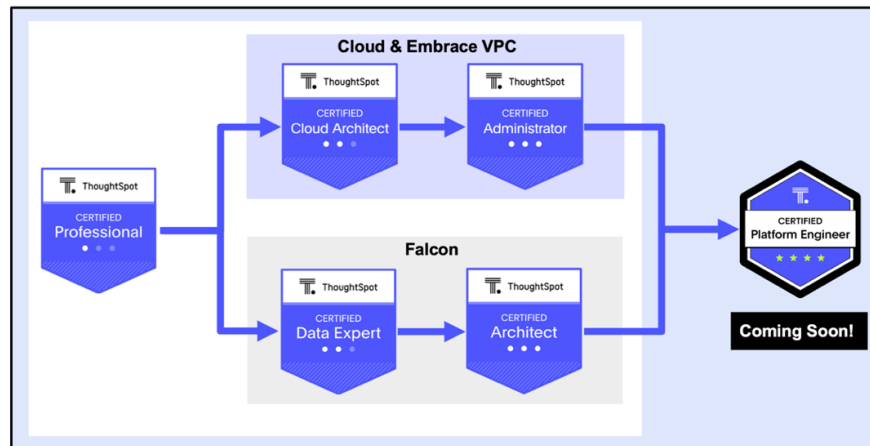 Cloud & Embrace VPC
ThoughtSpot
CERTIFIED
Cloud Architect
ThoughtSpot
CERTIFIED
Administrator
ThoughtSpot
CERTIFIED
Professional
Falcon
ThoughtSpot
CERTIFIED
Data Expert
ThoughtSpot
CERTIFIED
Architect
CERTIFIED
Platform Engineer
Coming Soon!